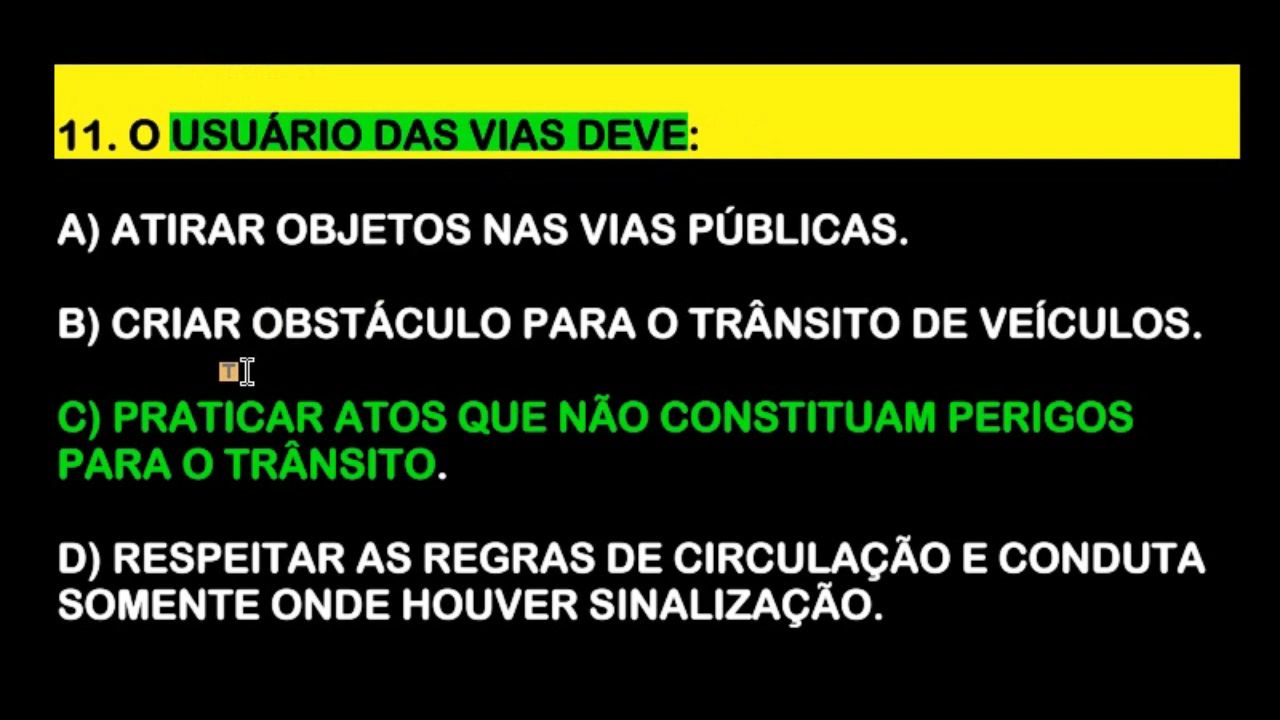 11. O USUÁRIO DAS VIAS DEVE:
A) ATIRAR OBJETOS NAS VIAS PÚBLICAS.
B) CRIAR OBSTÁCULO PARA O TRÂNSITO DE VEÍCULOS.
T
C) PRATICAR ATOS QUE NÃO CONSTITUAM PERIGOS
PARA O TRÂNSITO.
D) RESPEITAR AS REGRAS DE CIRCULAÇÃO E CONDUTA
SOMENTE ONDE HOUVER SINALIZAÇÃO.